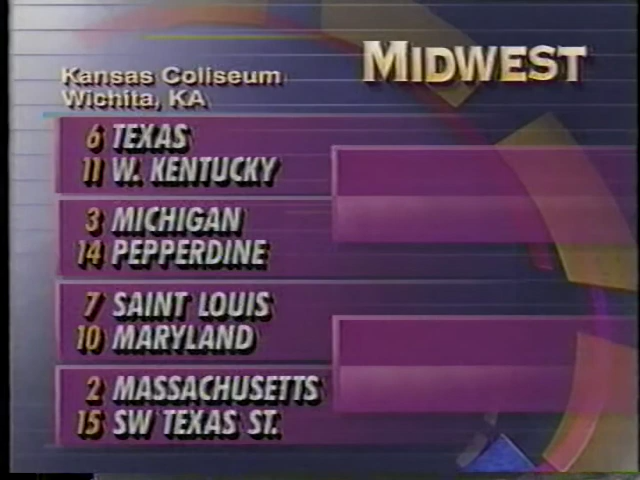 MIDWEST
Kansas Coliseum
Wichita, KA
6 TEXAS
11 W. KENTUCKY
3 MICHIGAN
14 PEPPERDINE
7 SAINT LOUIS
10 MARYLAND
2 MASSACHUSETTS
15 SW TEXAS ST.